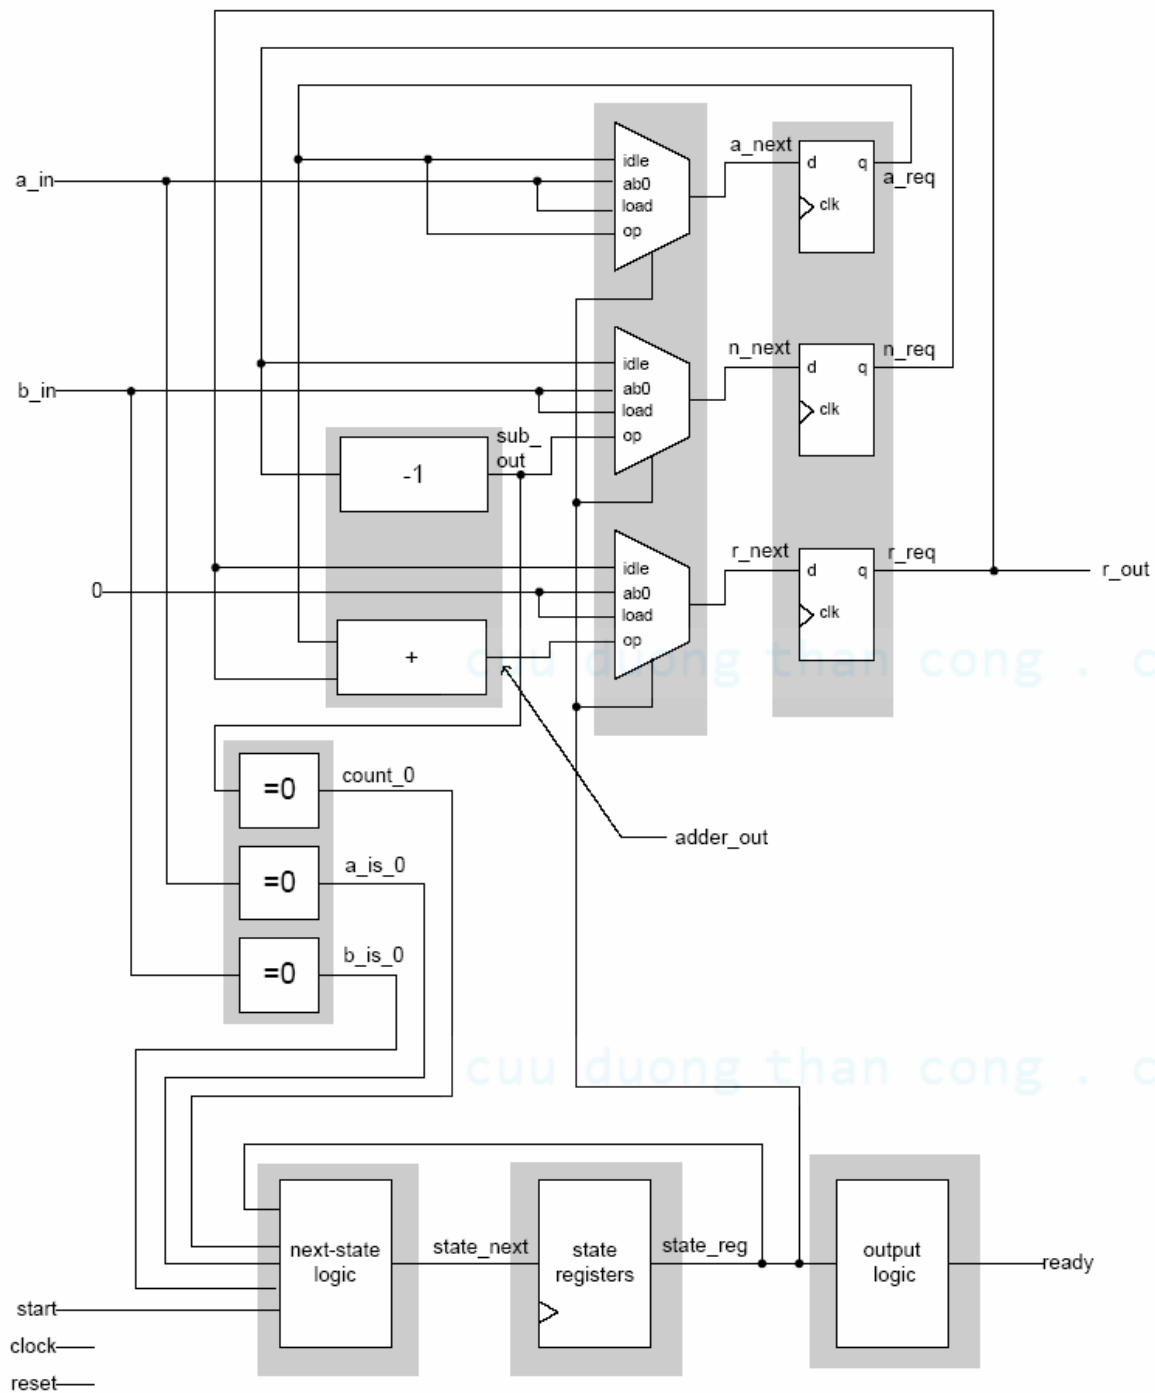 a_next
idle
d
q
a_in
ab0
a_req
load
clk
op
n_next
n_req
idle
d
q
b_in
ab0
load
clk
sub_
out
op
-1
r_next
r_req
idle
d
q
r_out
0
ab0
load
clk
op
+
cuu duong than cong . c
=0
count_0
adder_out
=0
a_is_0
=0
b_is_0
cuu duong than cong . c
next-state
logic
state_next
state
registers
state_reg
output
logic
ready
start
clock
reset